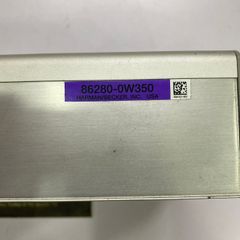 86280-0W350
HARMAN/BECKER, INC., USA